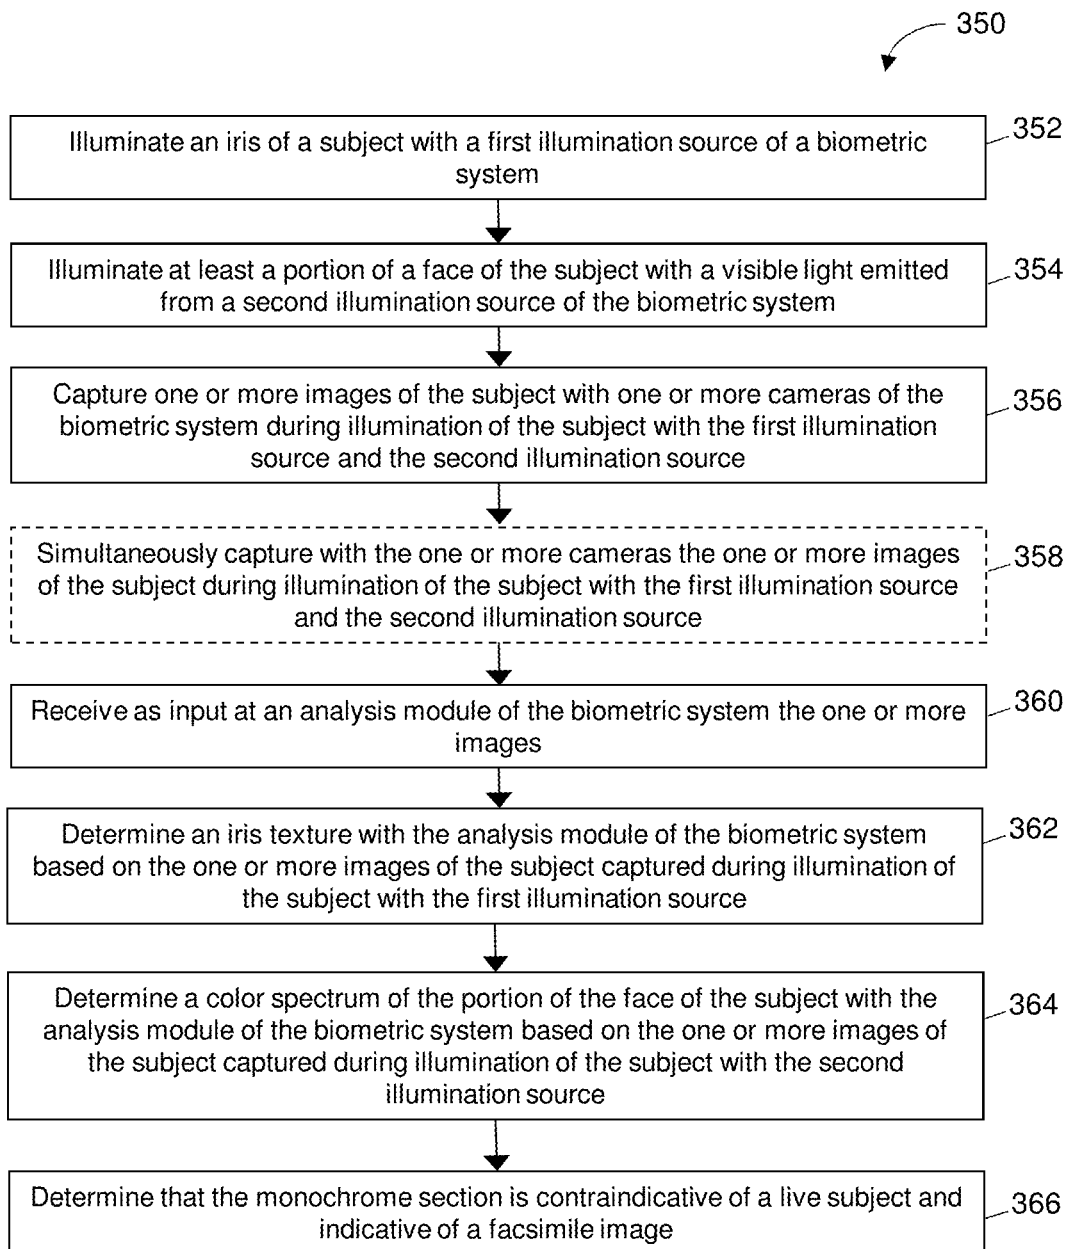 350
Illuminate an iris of a subject with a first illumination source of a biometric
system
352
Illuminate at least a portion of a face of the subject with a visible light emitted
from a second illumination source of the biometric system
354
Capture one or more images of the subject with one or more cameras of the
biometric system during illumination of the subject with the first illumination
source and the second illumination source
356
Simultaneously capture with the one or more cameras the one or more images
of the subject during illumination of the subject with the first illumination source
and the second illumination source
358
Receive as input at an analysis module of the biometric system the one or more
images
360
Determine an iris texture with the analysis module of the biometric system
based on the one or more images of the subject captured during illumination of
the subject with the first illumination source
362
Determine a color spectrum of the portion of the face of the subject with the
analysis module of the biometric system based on the one or more images of
the subject captured during illumination of the subject with the second
illumination source
364
Determine that the monochrome section is contraindicative of a live subject and
indicative of a facsimile image
366